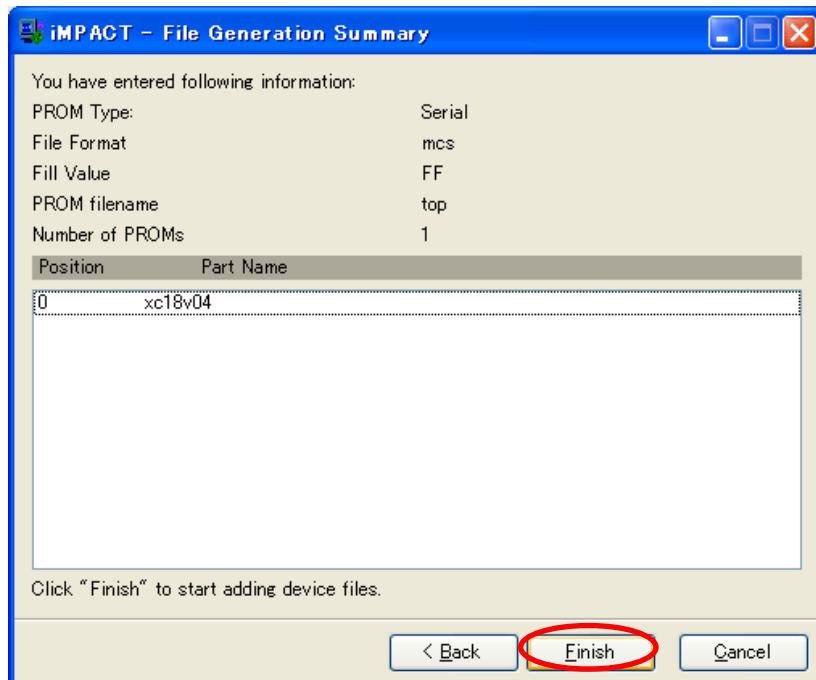 iMPACT - File Generation Summary
You have entered following information:
PROM Type: Serial
File Format mcs
Fill Value FF
PROM filename top
Number of PROMs 1
Position Part Name
0 xc18v04
Click "Finish" to start adding device files.
< Back Finish Cancel